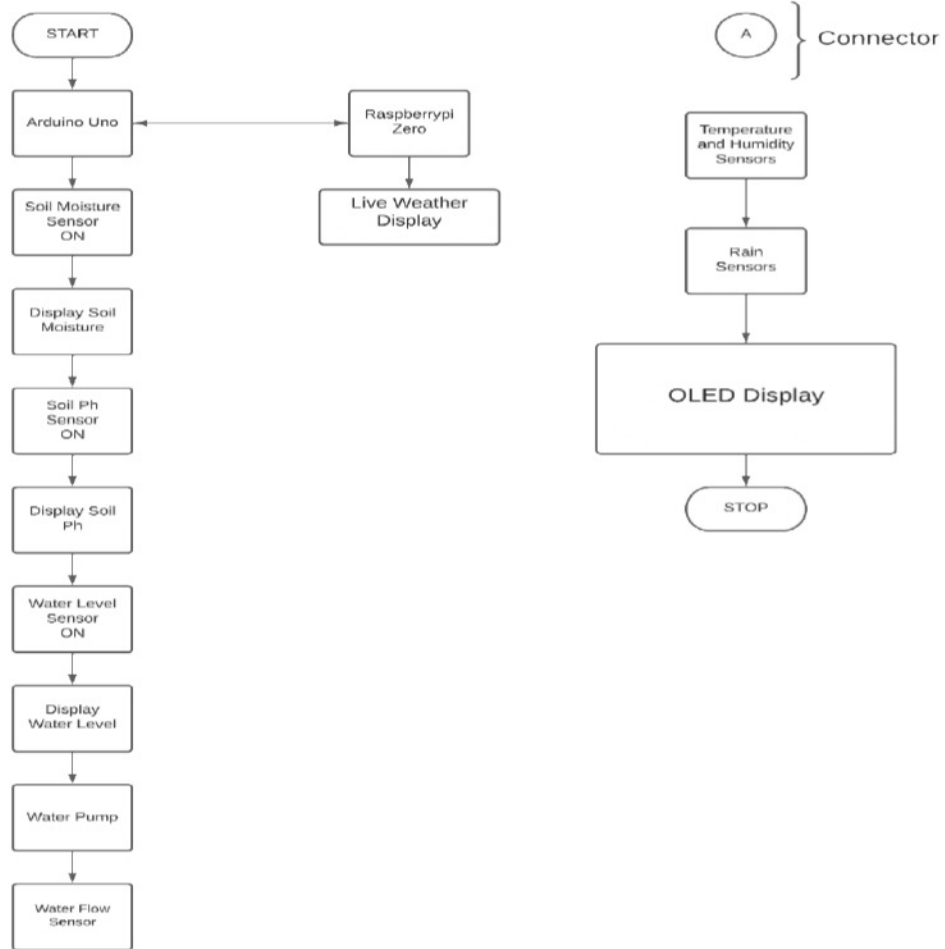 START
Arduino Uno
Soil Moisture
Sensor
ON
Display Soil
Moisture
Soil Ph
Sensor
ON
Display Soil
Ph
Water Level
Sensor
ON
Display
Water Level
Water Pump
Water Flow
Sensor
Raspberrypi
Zero
Live Weather
Display
A
Connector
Temperature
and Humidity
Sensors
Rain
Sensors
OLED Display
STOP